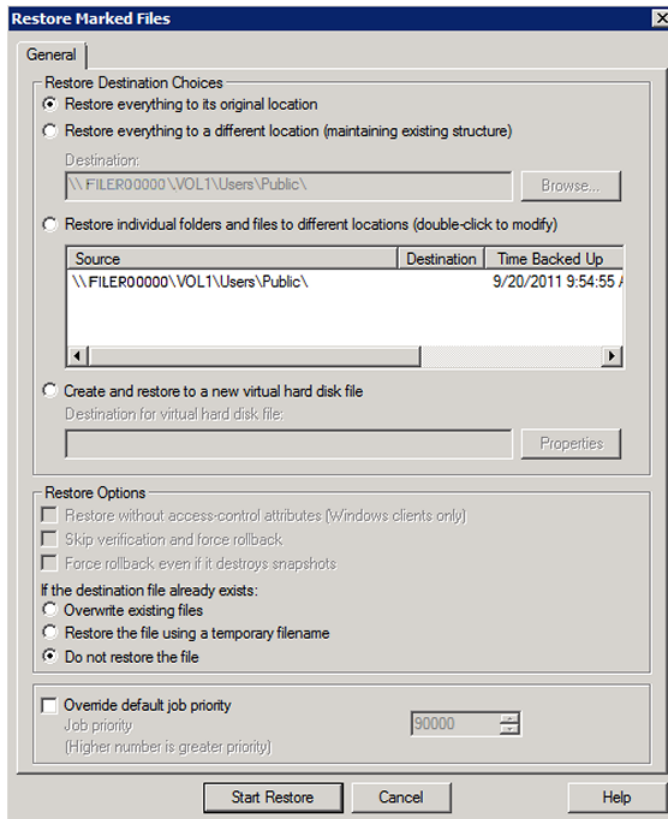 Restore Marked Files
General
Restore Destination Choices
Restore everything to its original location
Restore everything to a different location (maintaining existing structure)
Destination:
\\ FILER00000\VOL1\Users\Public\
Browse...
Restore individual folders and files to different locations (double-click to modify)
Source Destination Time Backed Up
\\ FILER00000\VOL1\Users\Public\ 9/20/2011 9:54:55 A
Create and restore to a new virtual hard disk file
Destination for virtual hard disk file:
Properties
Restore Options
Restore without access-control attributes (Windows clients only)
Skip verification and force rollback
Force rollback even if it destroys snapshots
If the destination file already exists:
Overwrite existing files
Restore the file using a temporary filename
Do not restore the file
Override default job priority
Job priority 90000
(Higher number is greater priority)
Start Restore Cancel Help